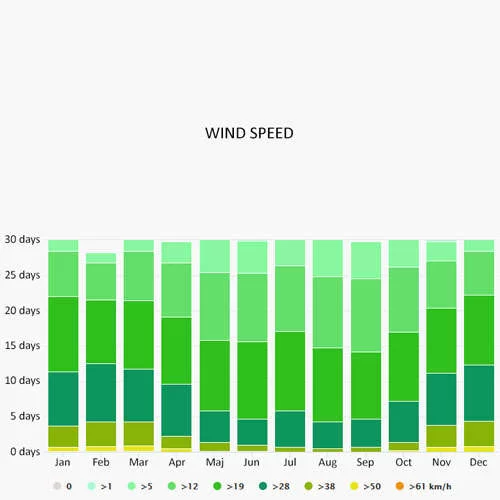 WIND SPEED
30 days
25 days
20 days
15 days
10 days
5 days
0 days
Jan Feb Mar Apr Maj Jun Jul Aug Sep Oct Nov Dec
0 >1 >5 >12 >19 >28 >38 >50 >61 km/h